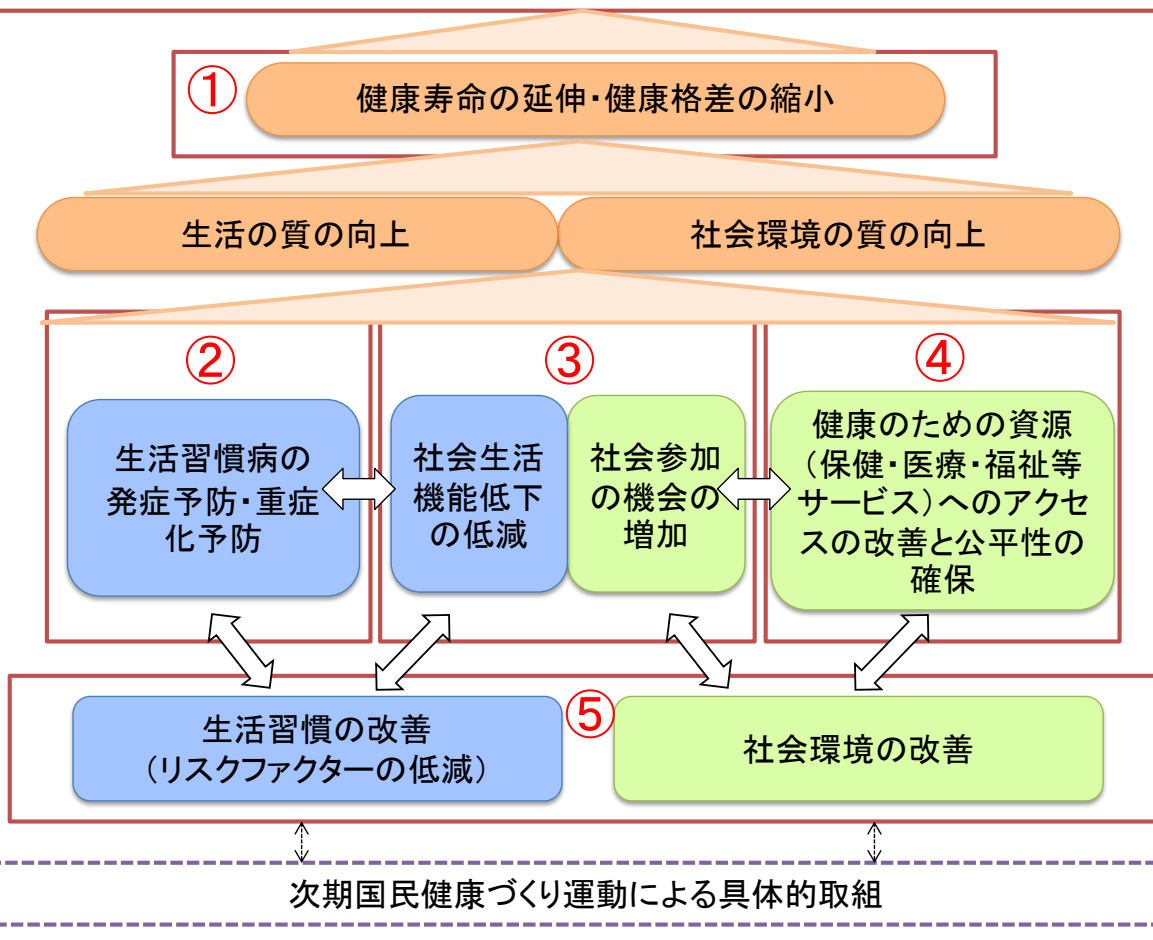 ①
健康寿命の延伸・健康格差の縮小
生活の質の向上
社会環境の質の向上
②
生活習慣病の
発症予防・重症
化予防
③
社会生活
機能低下
の低減
社会参加
の機会の
増加
④
健康のための資源
（保健・医療・福祉等
サービス）へのアクセ
スの改善と公平性の
確保
⑤
生活習慣の改善
（リスクファクターの低減）
社会環境の改善
次期国民健康づくり運動による具体的取組